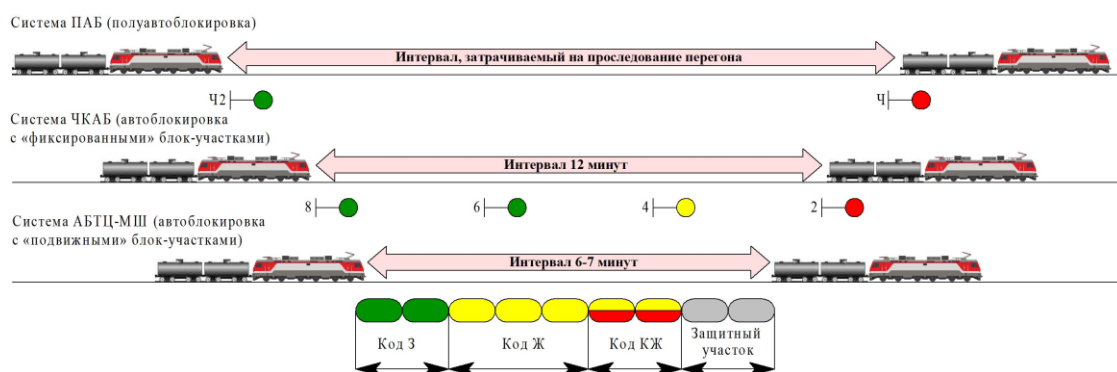 Система ПАБ (полуавтоблокировка)
Интервал, затрачиваемый на проследование перегона
Ч2
Ч
Система ЧКАБ (автоблокировка
с «фиксированными» блок-участками)
Интервал 12 минут
8
6
4
2
Система АБТЦ-МШ (автоблокировка
с «подвижными» блок-участками)
Интервал 6-7 минут
Код З
Код Ж
Код КЖ
Защитный
участок